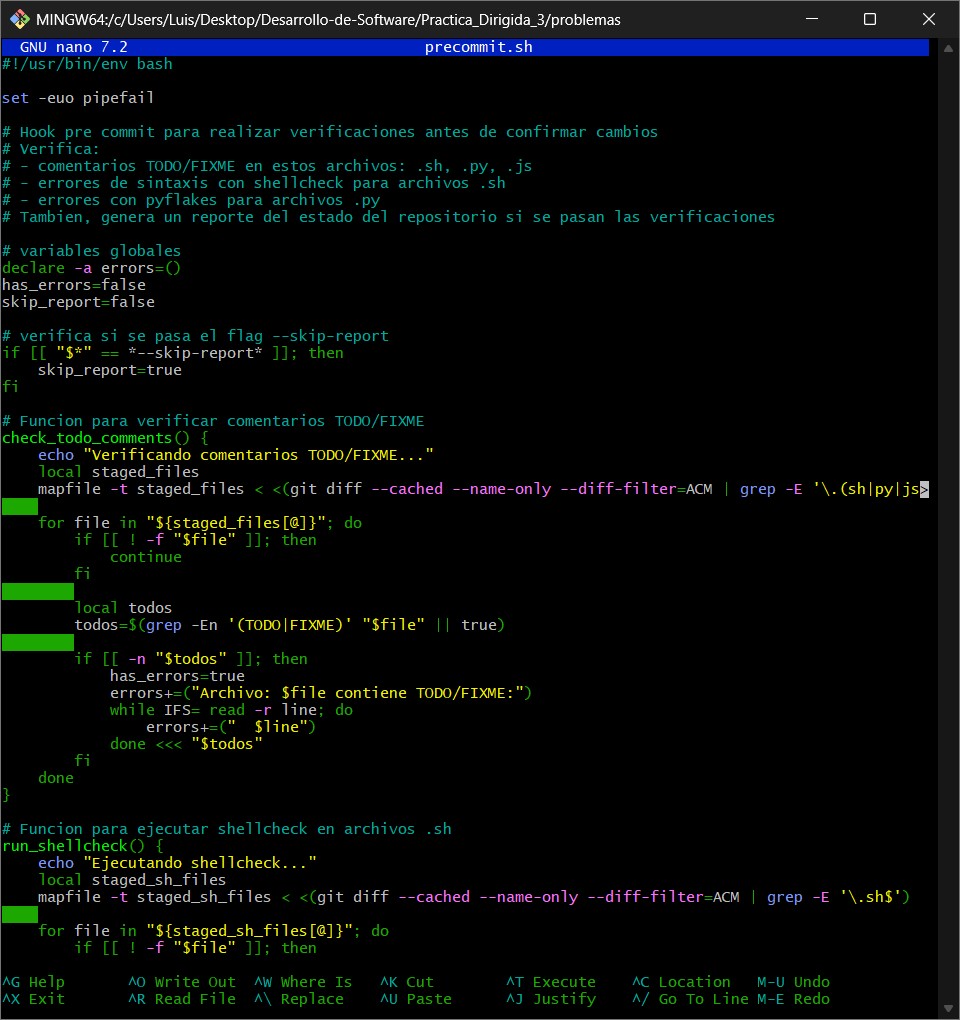 MINGW64:/c/Users/Luis/Desktop/Desarrollo-de-Software/Practica_Dirigida_3/problemas
  GNU nano 7.2                                 precommit.sh
#!/usr/bin/env bash

set -euo pipefail

# Hook pre commit para realizar verificaciones antes de confirmar cambios
# Verifica:
# - comentarios TODO/FIXME en estos archivos: .sh, .py, .js
# - errores de sintaxis con shellcheck para archivos .sh
# - errores con pyflakes para archivos .py
# Tambien, genera un reporte del estado del repositorio si se pasan las verificaciones

# variables globales
declare -a errors=()
has_errors=false
skip_report=false

# verifica si se pasa el flag --skip-report
if [[ "$*" == *--skip-report* ]]; then
    skip_report=true
fi

# Funcion para verificar comentarios TODO/FIXME
check_todo_comments() {
    echo "Verificando comentarios TODO/FIXME..."
    local staged_files
    mapfile -t staged_files < <(git diff --cached --name-only --diff-filter=ACM | grep -E '\.(sh|py|js>

    for file in "${staged_files[@]}"; do
        if [[ ! -f "$file" ]]; then
            continue
        fi

        local todos
        todos=$(grep -En '(TODO|FIXME)' "$file" || true)

        if [[ -n "$todos" ]]; then
            has_errors=true
            errors+=("Archivo: $file contiene TODO/FIXME:")
            while IFS= read -r line; do
                errors+=("  $line")
            done <<< "$todos"
        fi
    done
}

# Funcion para ejecutar shellcheck en archivos .sh
run_shellcheck() {
    echo "Ejecutando shellcheck..."
    local staged_sh_files
    mapfile -t staged_sh_files < <(git diff --cached --name-only --diff-filter=ACM | grep -E '\.sh$')

    for file in "${staged_sh_files[@]}"; do
        if [[ ! -f "$file" ]]; then

^G Help       ^O Write Out  ^W Where Is   ^K Cut        ^T Execute    ^C Location   M-U Undo
^X Exit       ^R Read File  ^\ Replace    ^U Paste      ^J Justify    ^/ Go To Line M-E Redo